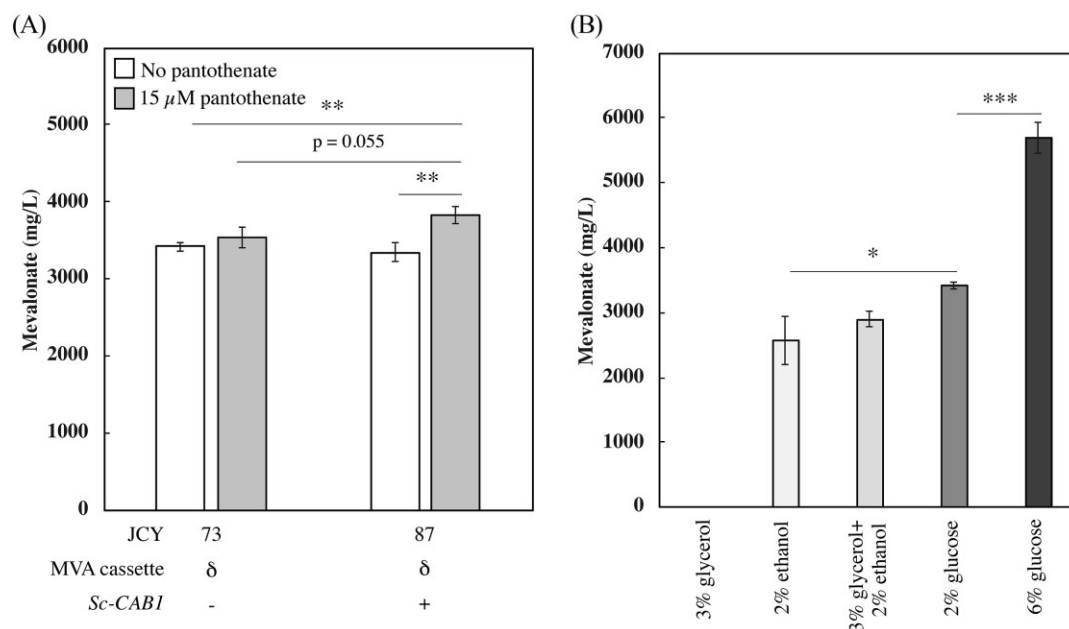 (A)
6000
5000
4000
3000
2000
1000
0
Mevalonate (mg/L)
No pantothenate
15 µM pantothenate
**
p = 0.055
**
JCY 73 87
MVA cassette δ δ
Sc-CAB1 - +
(B)
7000
6000
5000
4000
3000
2000
1000
0
Mevalonate (mg/L)
*
***
3% glycerol
2% ethanol
3% glycerol+
2% ethanol
2% glucose
6% glucose